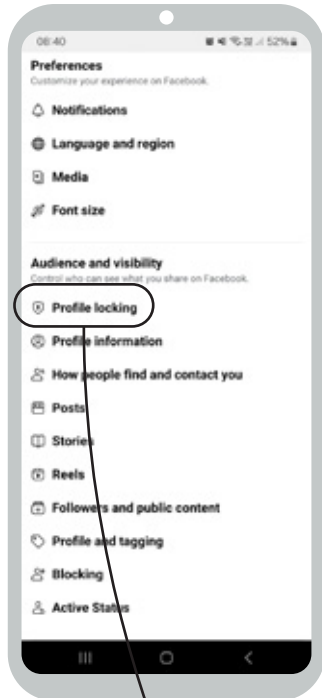 08:40
52%
Preferences
Customize your experience on Facebook.
Notifications
Language and region
Media
Font size
Audience and visibility
Control who can see what you share on Facebook.
Profile locking
Profile information
How people find and contact you
Posts
Stories
Reels
Followers and public content
Profile and tagging
Blocking
Active Status